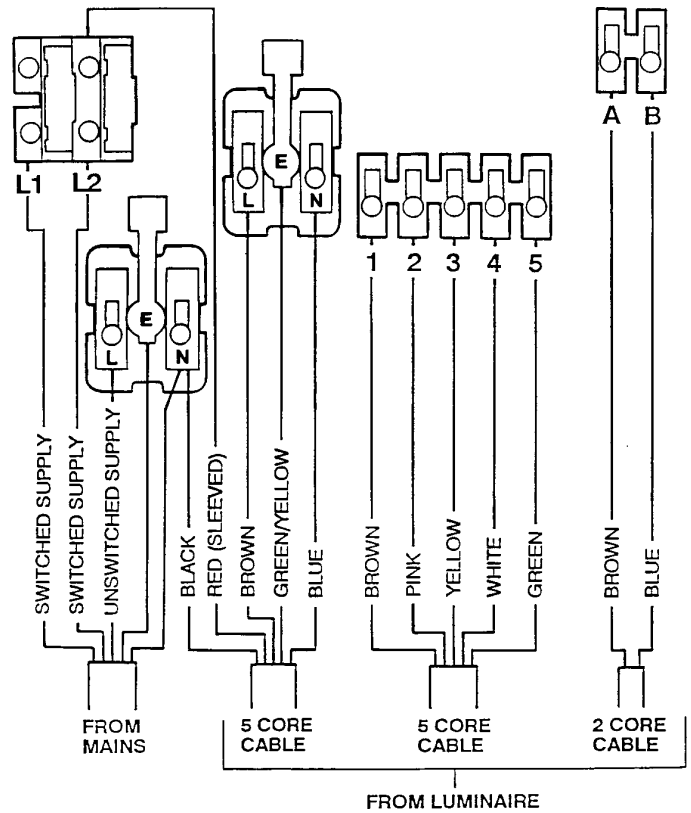 A B
L1 L2
E
L N
1 2 3 4 5
E
L N
SWITCHED SUPPLY
SWITCHED SUPPLY
UNSWITCHED SUPPLY
BLACK
RED (SLEEVED)
BROWN
GREEN/YELLOW
BLUE
BROWN
PINK
YELLOW
WHITE
GREEN
BROWN
BLUE
FROM
MAINS
5 CORE
CABLE
5 CORE
CABLE
2 CORE
CABLE
FROM LUMINAIRE